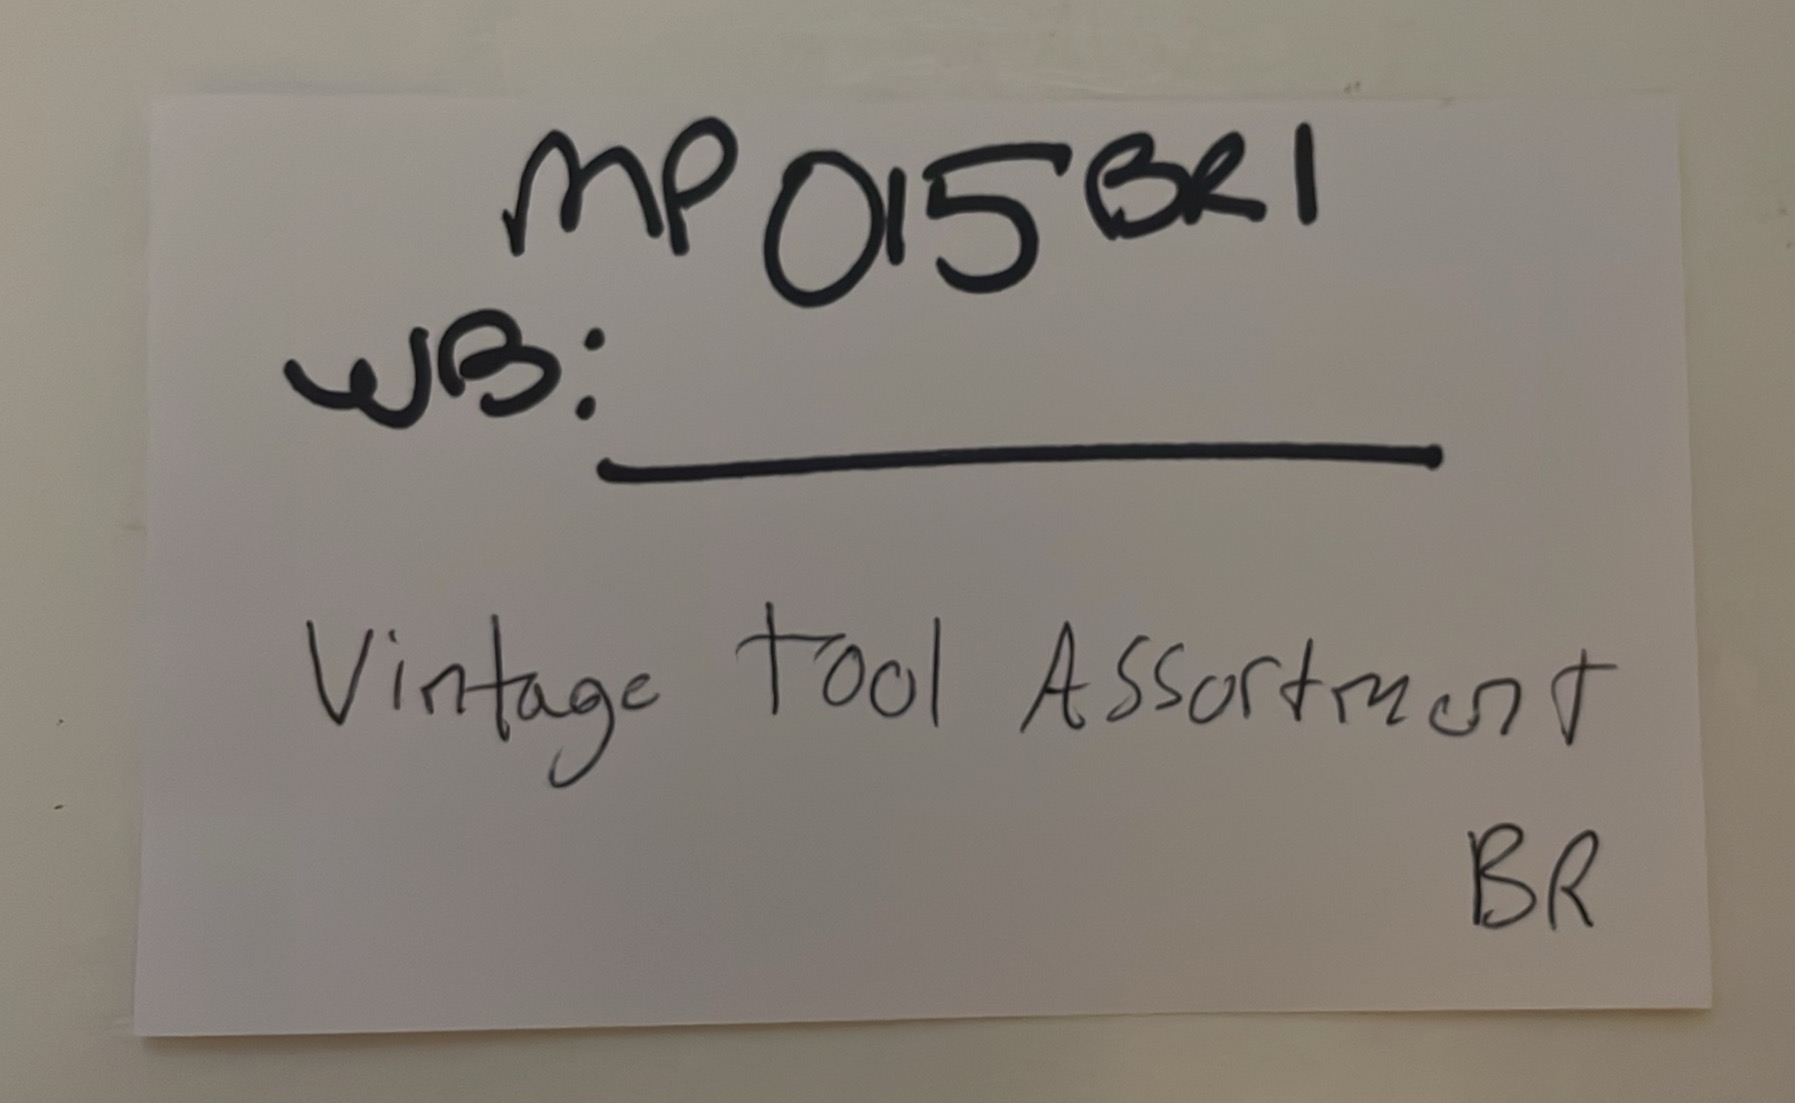 MP015BR1
WB:
Vintage Tool Assortment
BR